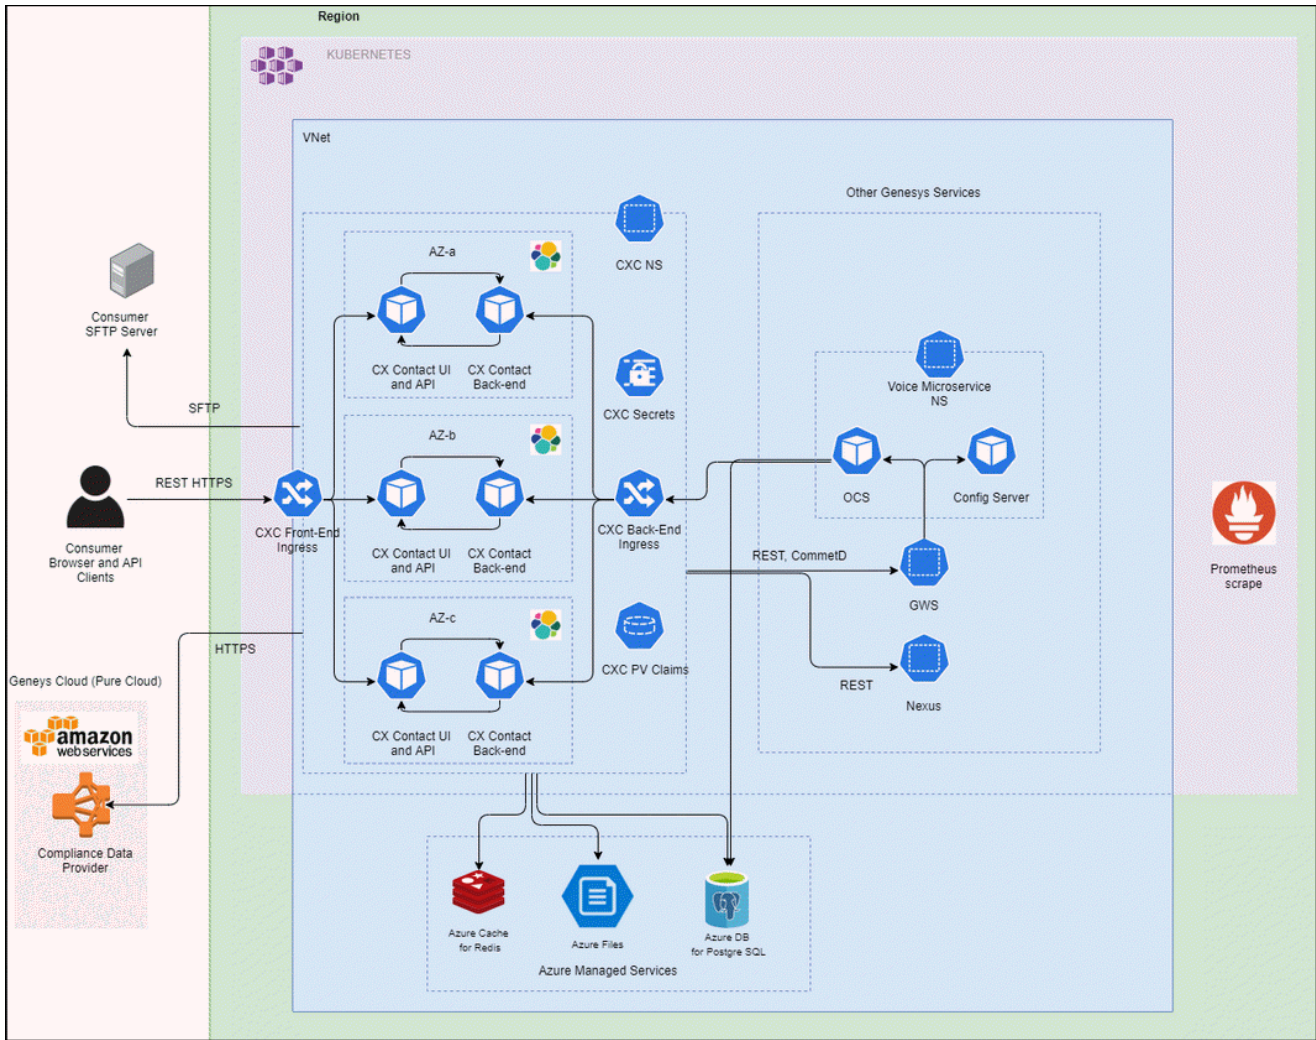 Region
KUBERNETES
VNet
Other Genesys Services
CXC NS
AZ-a
CX Contact UI
and API
CX Contact
Back-end
Consumer
SFTP Server
SFTP
CXC Secrets
Voice Microservice
NS
AZ-b
REST HTTPS
OCS
Config Server
CXC Front-End
Ingress
CXC Back-End
Ingress
CX Contact UI
and API
CX Contact
Back-end
Consumer
Browser and API
Clients
REST, CommetD
GWS
Prometheus
scrape
AZ-c
HTTPS
CXC PV Claims
Geneys Cloud (Pure Cloud)
REST
Nexus
amazon
webservices
CX Contact UI
and API
CX Contact
Back-end
Compliance Data
Provider
Azure Cache
for Redis
Azure Files
Azure DB
for Postgre SQL
Azure Managed Services